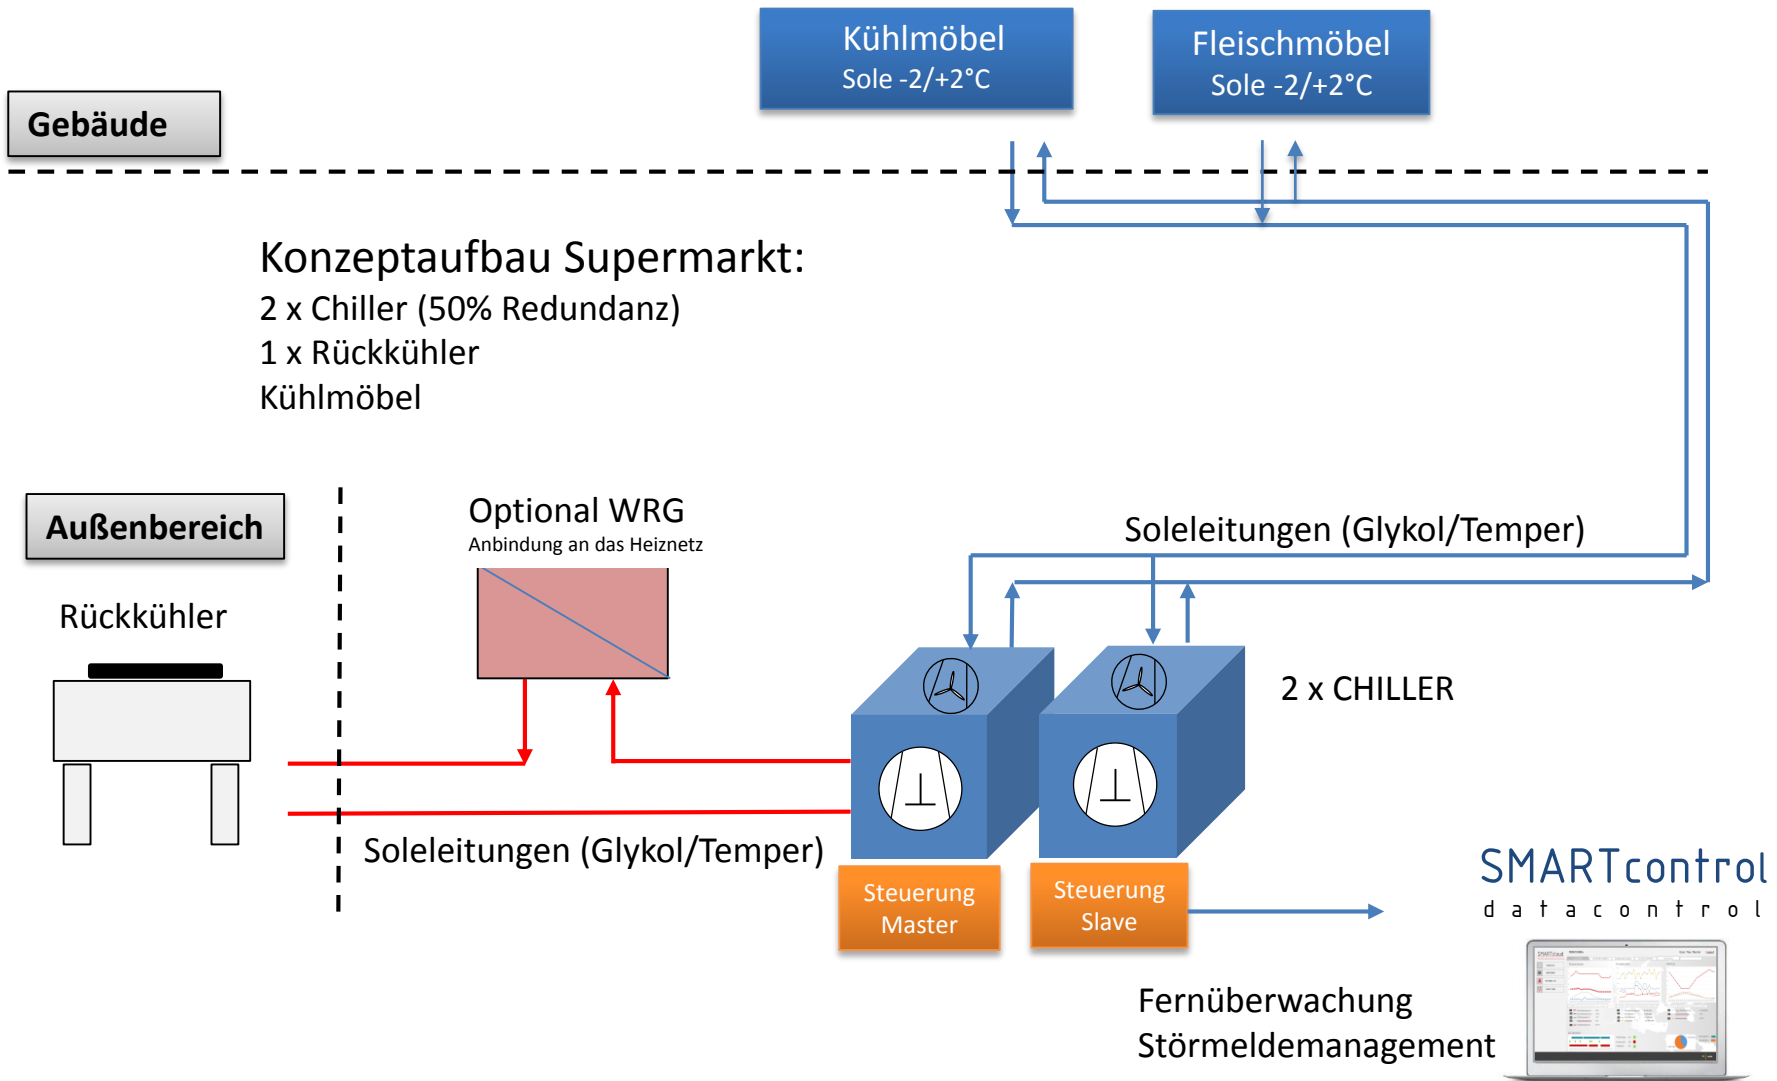 Kühlmöbel
Sole -2/+2°C
Fleischmöbel
Sole -2/+2°C
Gebäude
Konzeptaufbau Supermarkt:
2 x Chiller (50% Redundanz)
1 x Rückkühler
Kühlmöbel
Außenbereich
Optional WRG
Anbindung an das Heiznetz
Soleleitungen (Glykol/Temper)
Rückkühler
2 x CHILLER
Soleleitungen (Glykol/Temper)
Steuerung
Master
Steuerung
Slave
SMARTcontrol
datacontrol
Fernüberwachung
Störmeldemanagement